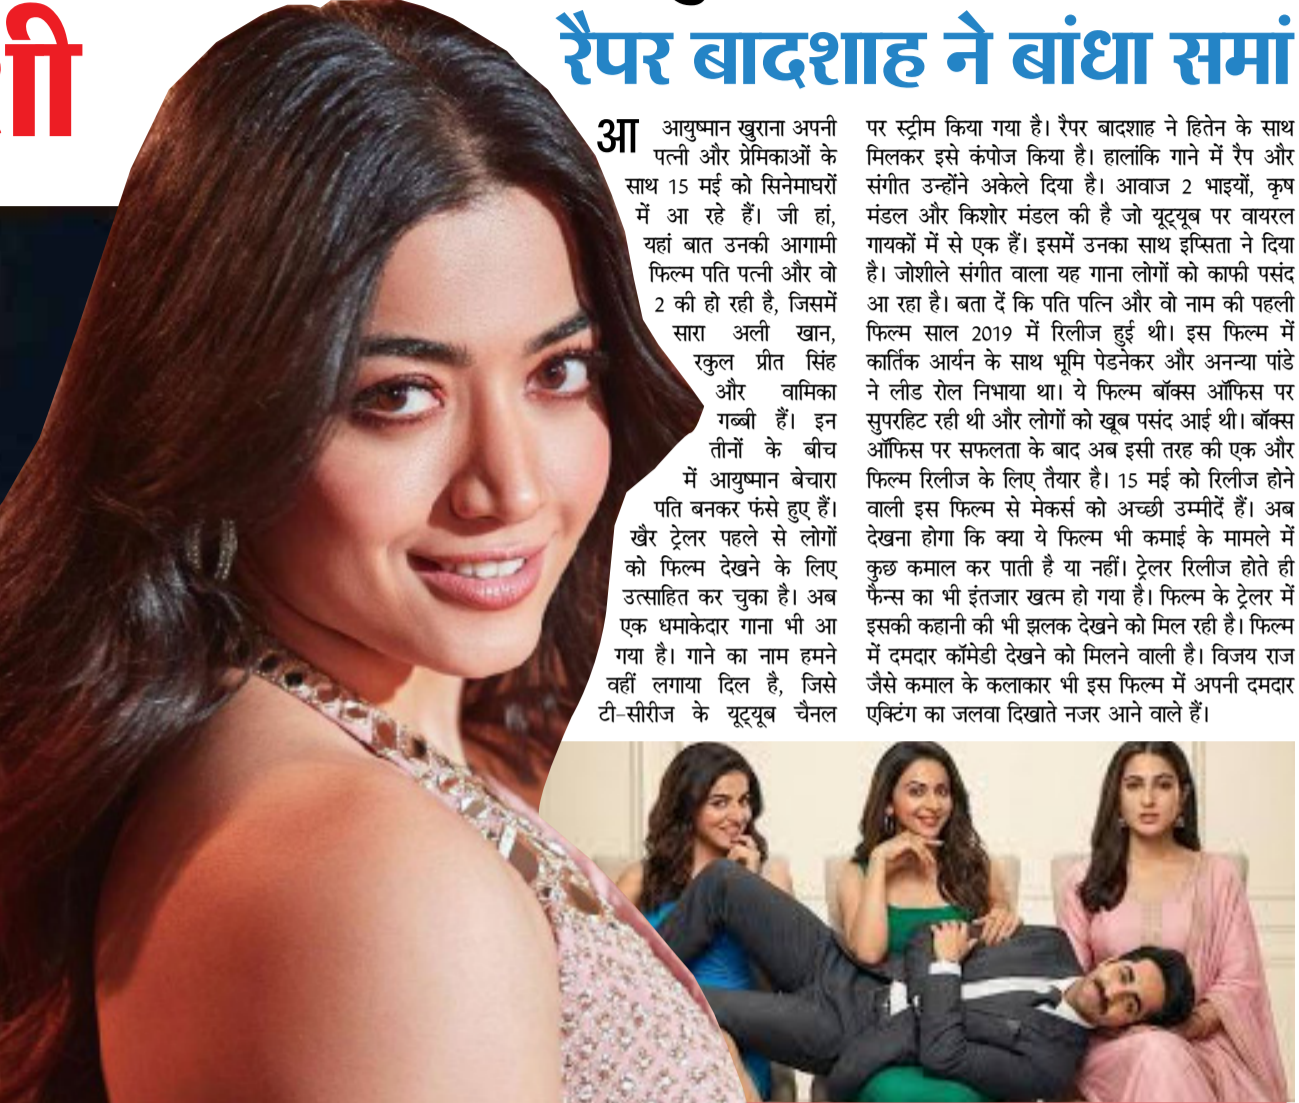 शी
रैपर बादशाह ने बांधा समां
आ आयुष्मान खुराना अपनी
पत्नी और प्रेमिकाओं के
साथ 15 मई को सिनेमाघरों
में आ रहे हैं। जी हां,
यहां बात उनकी आगामी
फिल्म पति पत्नी और वो
2 की हो रही है, जिसमें
सारा अली खान,
रकुल प्रीत सिंह
और वामिका
गब्बी हैं। इन
तीनों के बीच
में आयुष्मान बेचारा
पति बनकर फंसे हुए हैं।
खैर ट्रेलर पहले से लोगों
को फिल्म देखने के लिए
उत्साहित कर चुका है। अब
एक धमाकेदार गाना भी आ
गया है। गाने का नाम हमने
वहीं लगाया दिल है, जिसे
टी-सीरीज के यूट्यूब चैनल
पर स्ट्रीम किया गया है। रैपर बादशाह ने हितेन के साथ
मिलकर इसे कंपोज किया है। हालांकि गाने में रैप और
संगीत उन्होंने अकेले दिया है। आवाज 2 भाइयों, कृष
मंडल और किशोर मंडल की है जो यूट्यूब पर वायरल
गायकों में से एक हैं। इसमें उनका साथ इप्सिता ने दिया
है। जोशीले संगीत वाला यह गाना लोगों को काफी पसंद
आ रहा है। बता दें कि पति पत्नि और वो नाम की पहली
फिल्म साल 2019 में रिलीज हुई थी। इस फिल्म में
कार्तिक आर्यन के साथ भूमि पेडनेकर और अनन्या पांडे
ने लीड रोल निभाया था। ये फिल्म बॉक्स ऑफिस पर
सुपरहिट रही थी और लोगों को खूब पसंद आई थी। बॉक्स
ऑफिस पर सफलता के बाद अब इसी तरह की एक और
फिल्म रिलीज के लिए तैयार है। 15 मई को रिलीज होने
वाली इस फिल्म से मेकर्स को अच्छी उम्मीदें हैं। अब
देखना होगा कि क्या ये फिल्म भी कमाई के मामले में
कुछ कमाल कर पाती है या नहीं। ट्रेलर रिलीज होते ही
फैन्स का भी इंतजार खत्म हो गया है। फिल्म के ट्रेलर में
इसकी कहानी की भी झलक देखने को मिल रही है। फिल्म
में दमदार कॉमेडी देखने को मिलने वाली है। विजय राज
जैसे कमाल के कलाकार भी इस फिल्म में अपनी दमदार
एक्टिंग का जलवा दिखाते नजर आने वाले हैं।